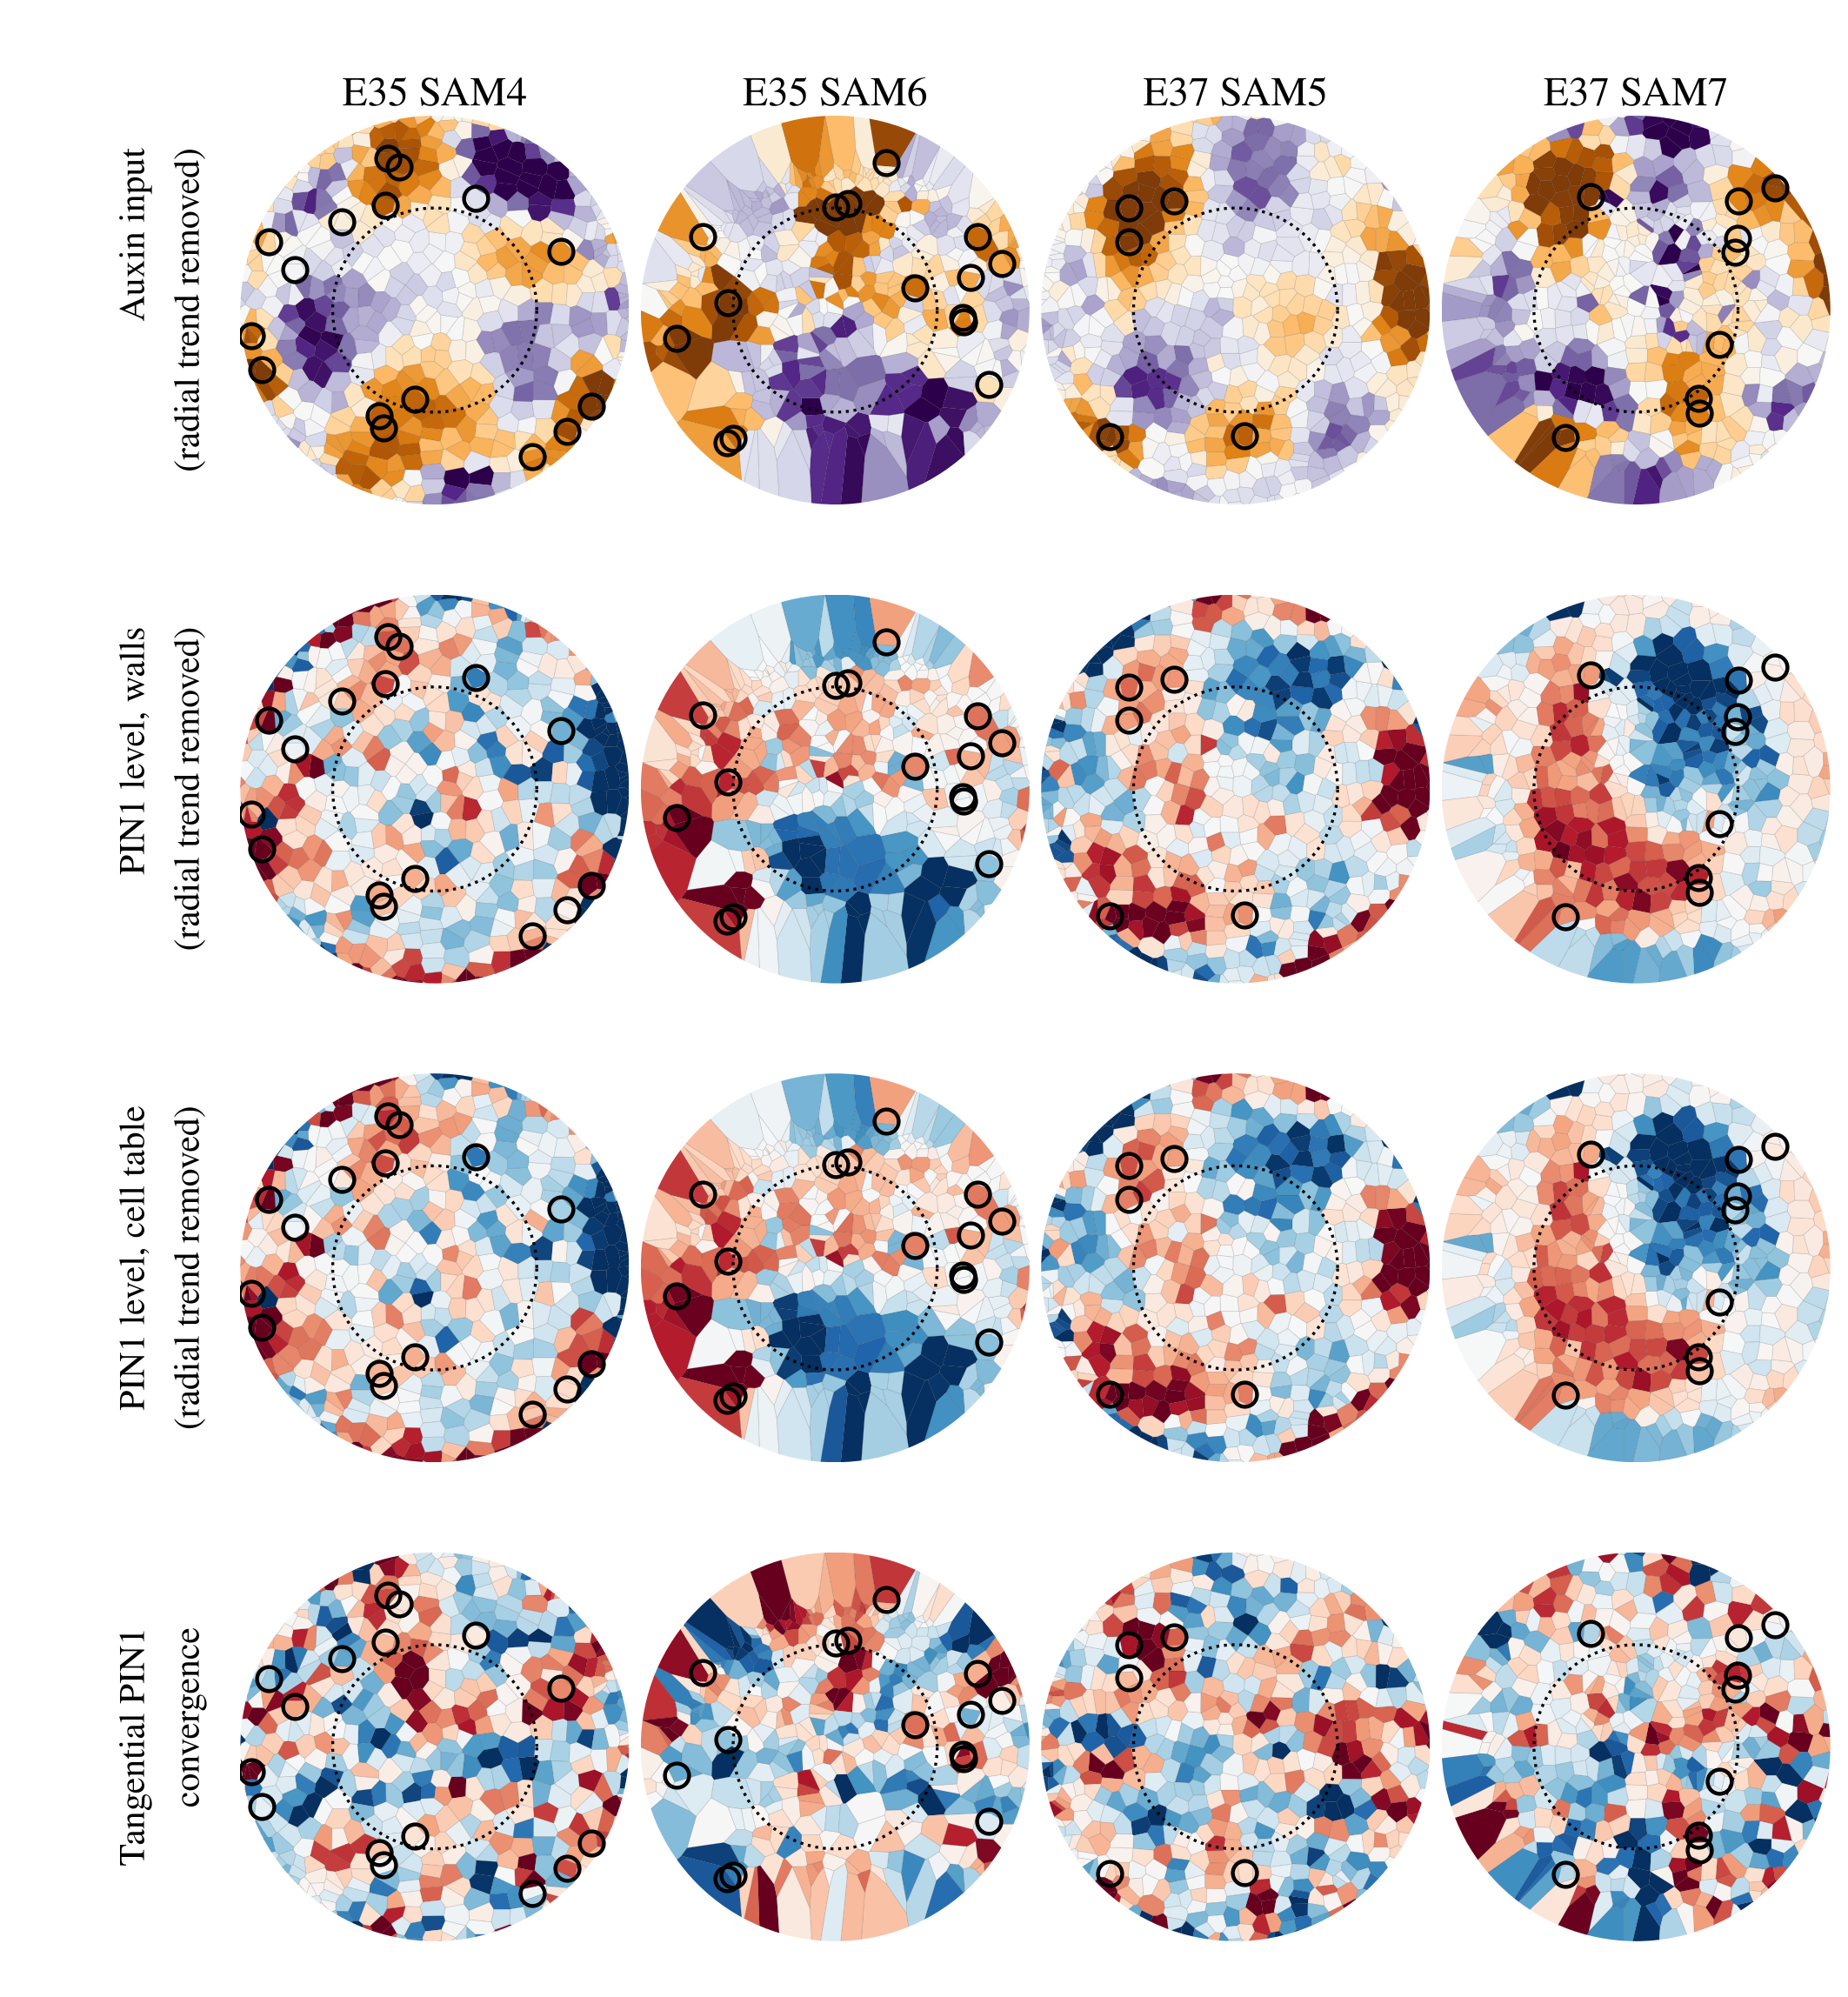 E35 SAM4
E35 SAM6
E37 SAM5
E37 SAM7
Auxin input
(radial trend removed)
PIN1 level, walls
(radial trend removed)
PIN1 level, cell table
(radial trend removed)
Tangential PIN1
convergence